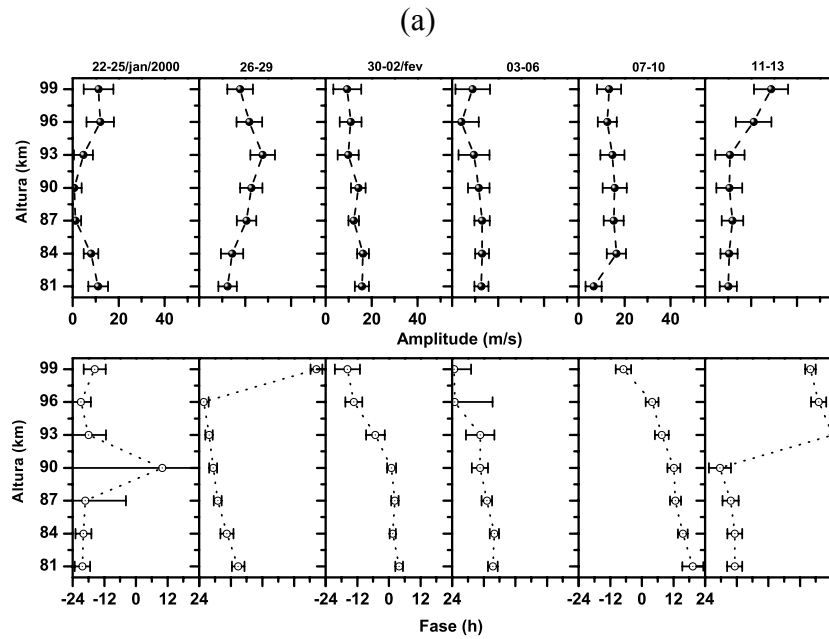 (a)
22-25/jan/2000 26-29 30-02/fev 03-06 07-10 11-13
Altura (km)
99
96
93
90
87
84
81
0 20 40 0 20 40 0 20 40
Amplitude (m/s)
Altura (km)
99
96
93
90
87
84
81
-24 -12 0 12 24 -24 -12 0 12 24 -24 -12 0 12 24
Fase (h)